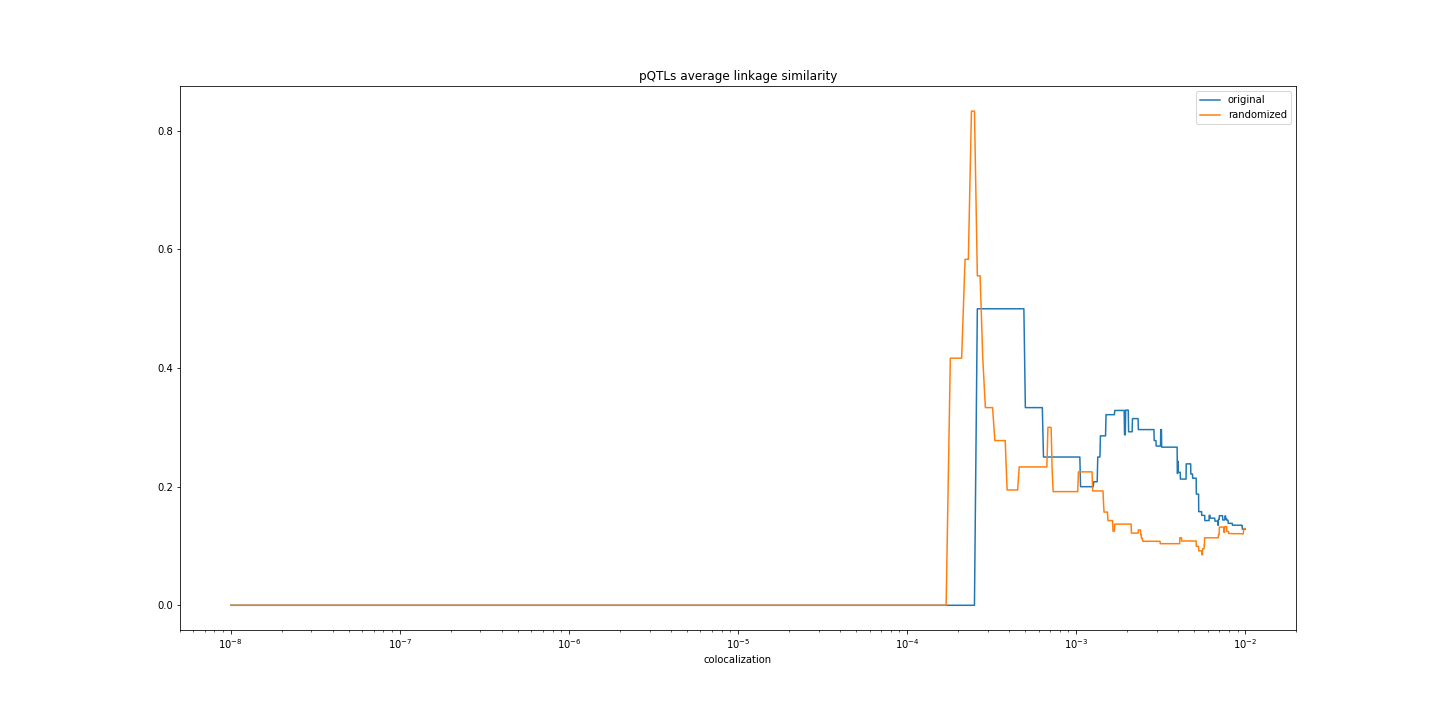 pQTLs average linkage similarity
original
randomized
0.8
0.6
0.4
0.2
0.0
10⁻⁸ 10⁻⁷ 10⁻⁶ 10⁻⁵ 10⁻⁴ 10⁻³ 10⁻²
colocalization